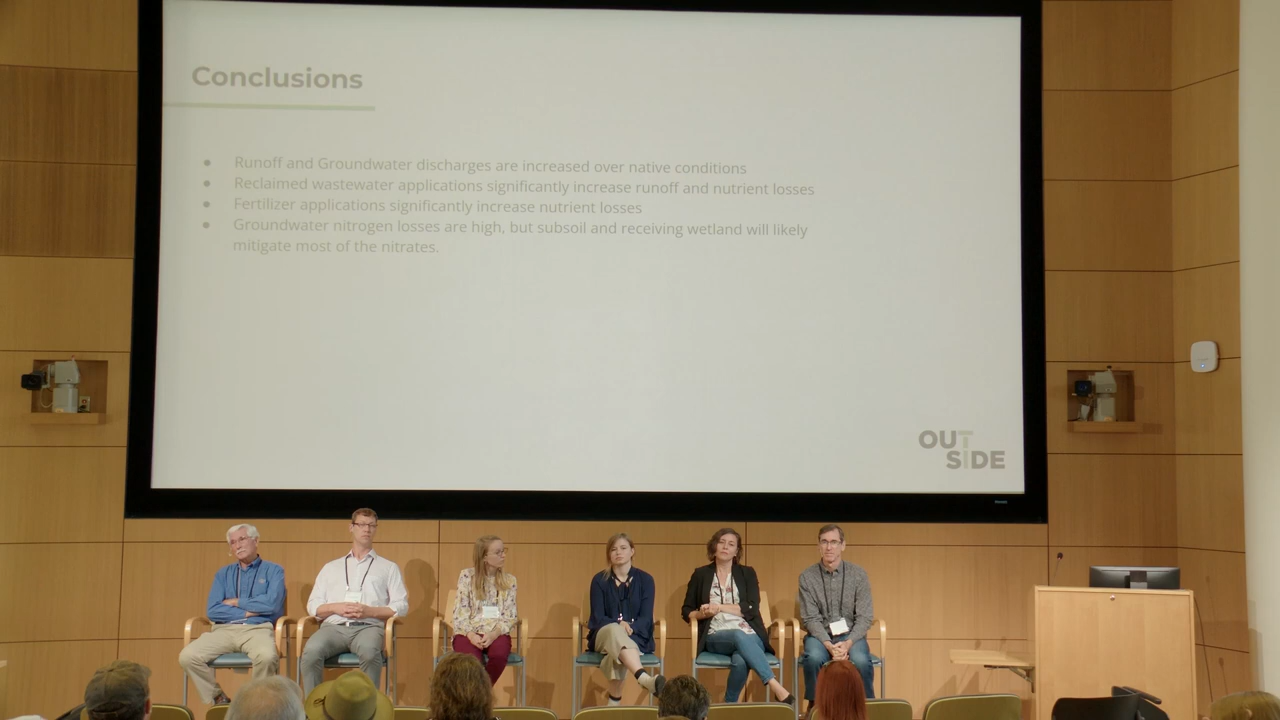 Conclusions
● Runoff and Groundwater discharges are increased over native conditions
● Reclaimed wastewater applications significantly increase runoff and nutrient losses
● Fertilizer applications significantly increase nutrient losses
● Groundwater nitrogen losses are high, but subsoil and receiving wetland will likely
mitigate most of the nitrates.
OUT
SIDE